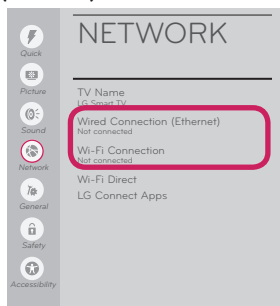 NETWORK
Quick
Picture
Sound
Network
General
Safety
Accessibility
TV Name
LG Smart TV
Wired Connection (Ethernet)
Not connected
Wi-Fi Connection
Not connected
Wi-Fi Direct
LG Connect Apps